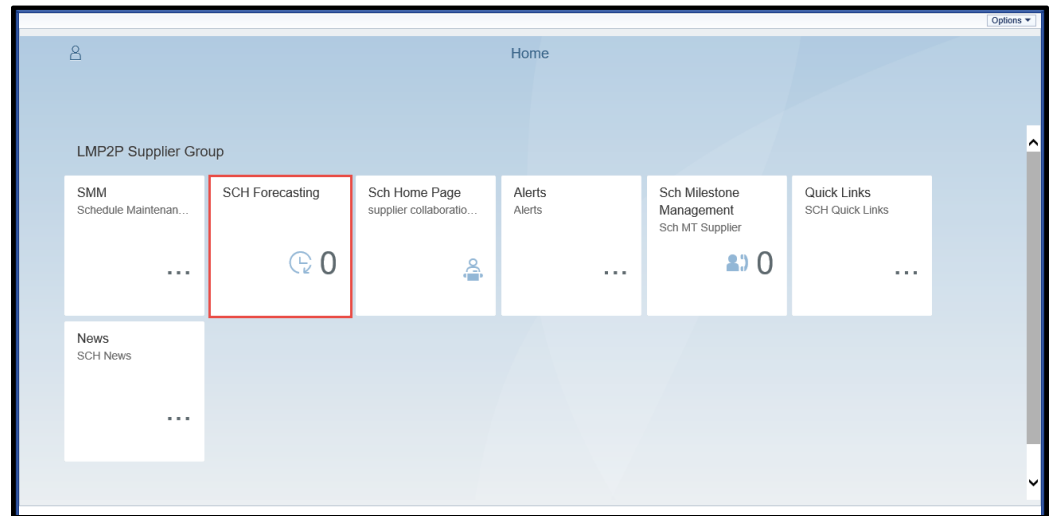 Options
Home
LMP2P Supplier Group
SMM
Schedule Maintenan...
...
SCH Forecasting
0
Sch Home Page
supplier collaboratio...
Alerts
Alerts
...
Sch Milestone
Management
Sch MT Supplier
0
Quick Links
SCH Quick Links
...
News
SCH News
...